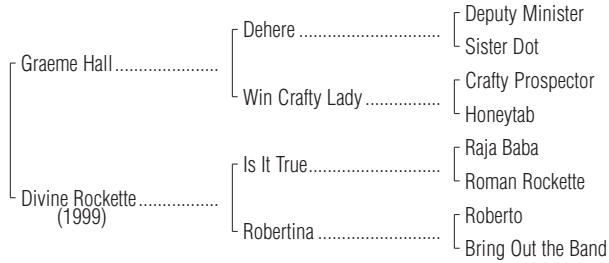 Deputy Minister
Dehere
Sister Dot
Graeme Hall
Crafty Prospector
Win Crafty Lady
Honeytab
Raja Baba
Is It True
Roman Rockette
Divine Rockette
(1999)
Roberto
Robertina
Bring Out the Band